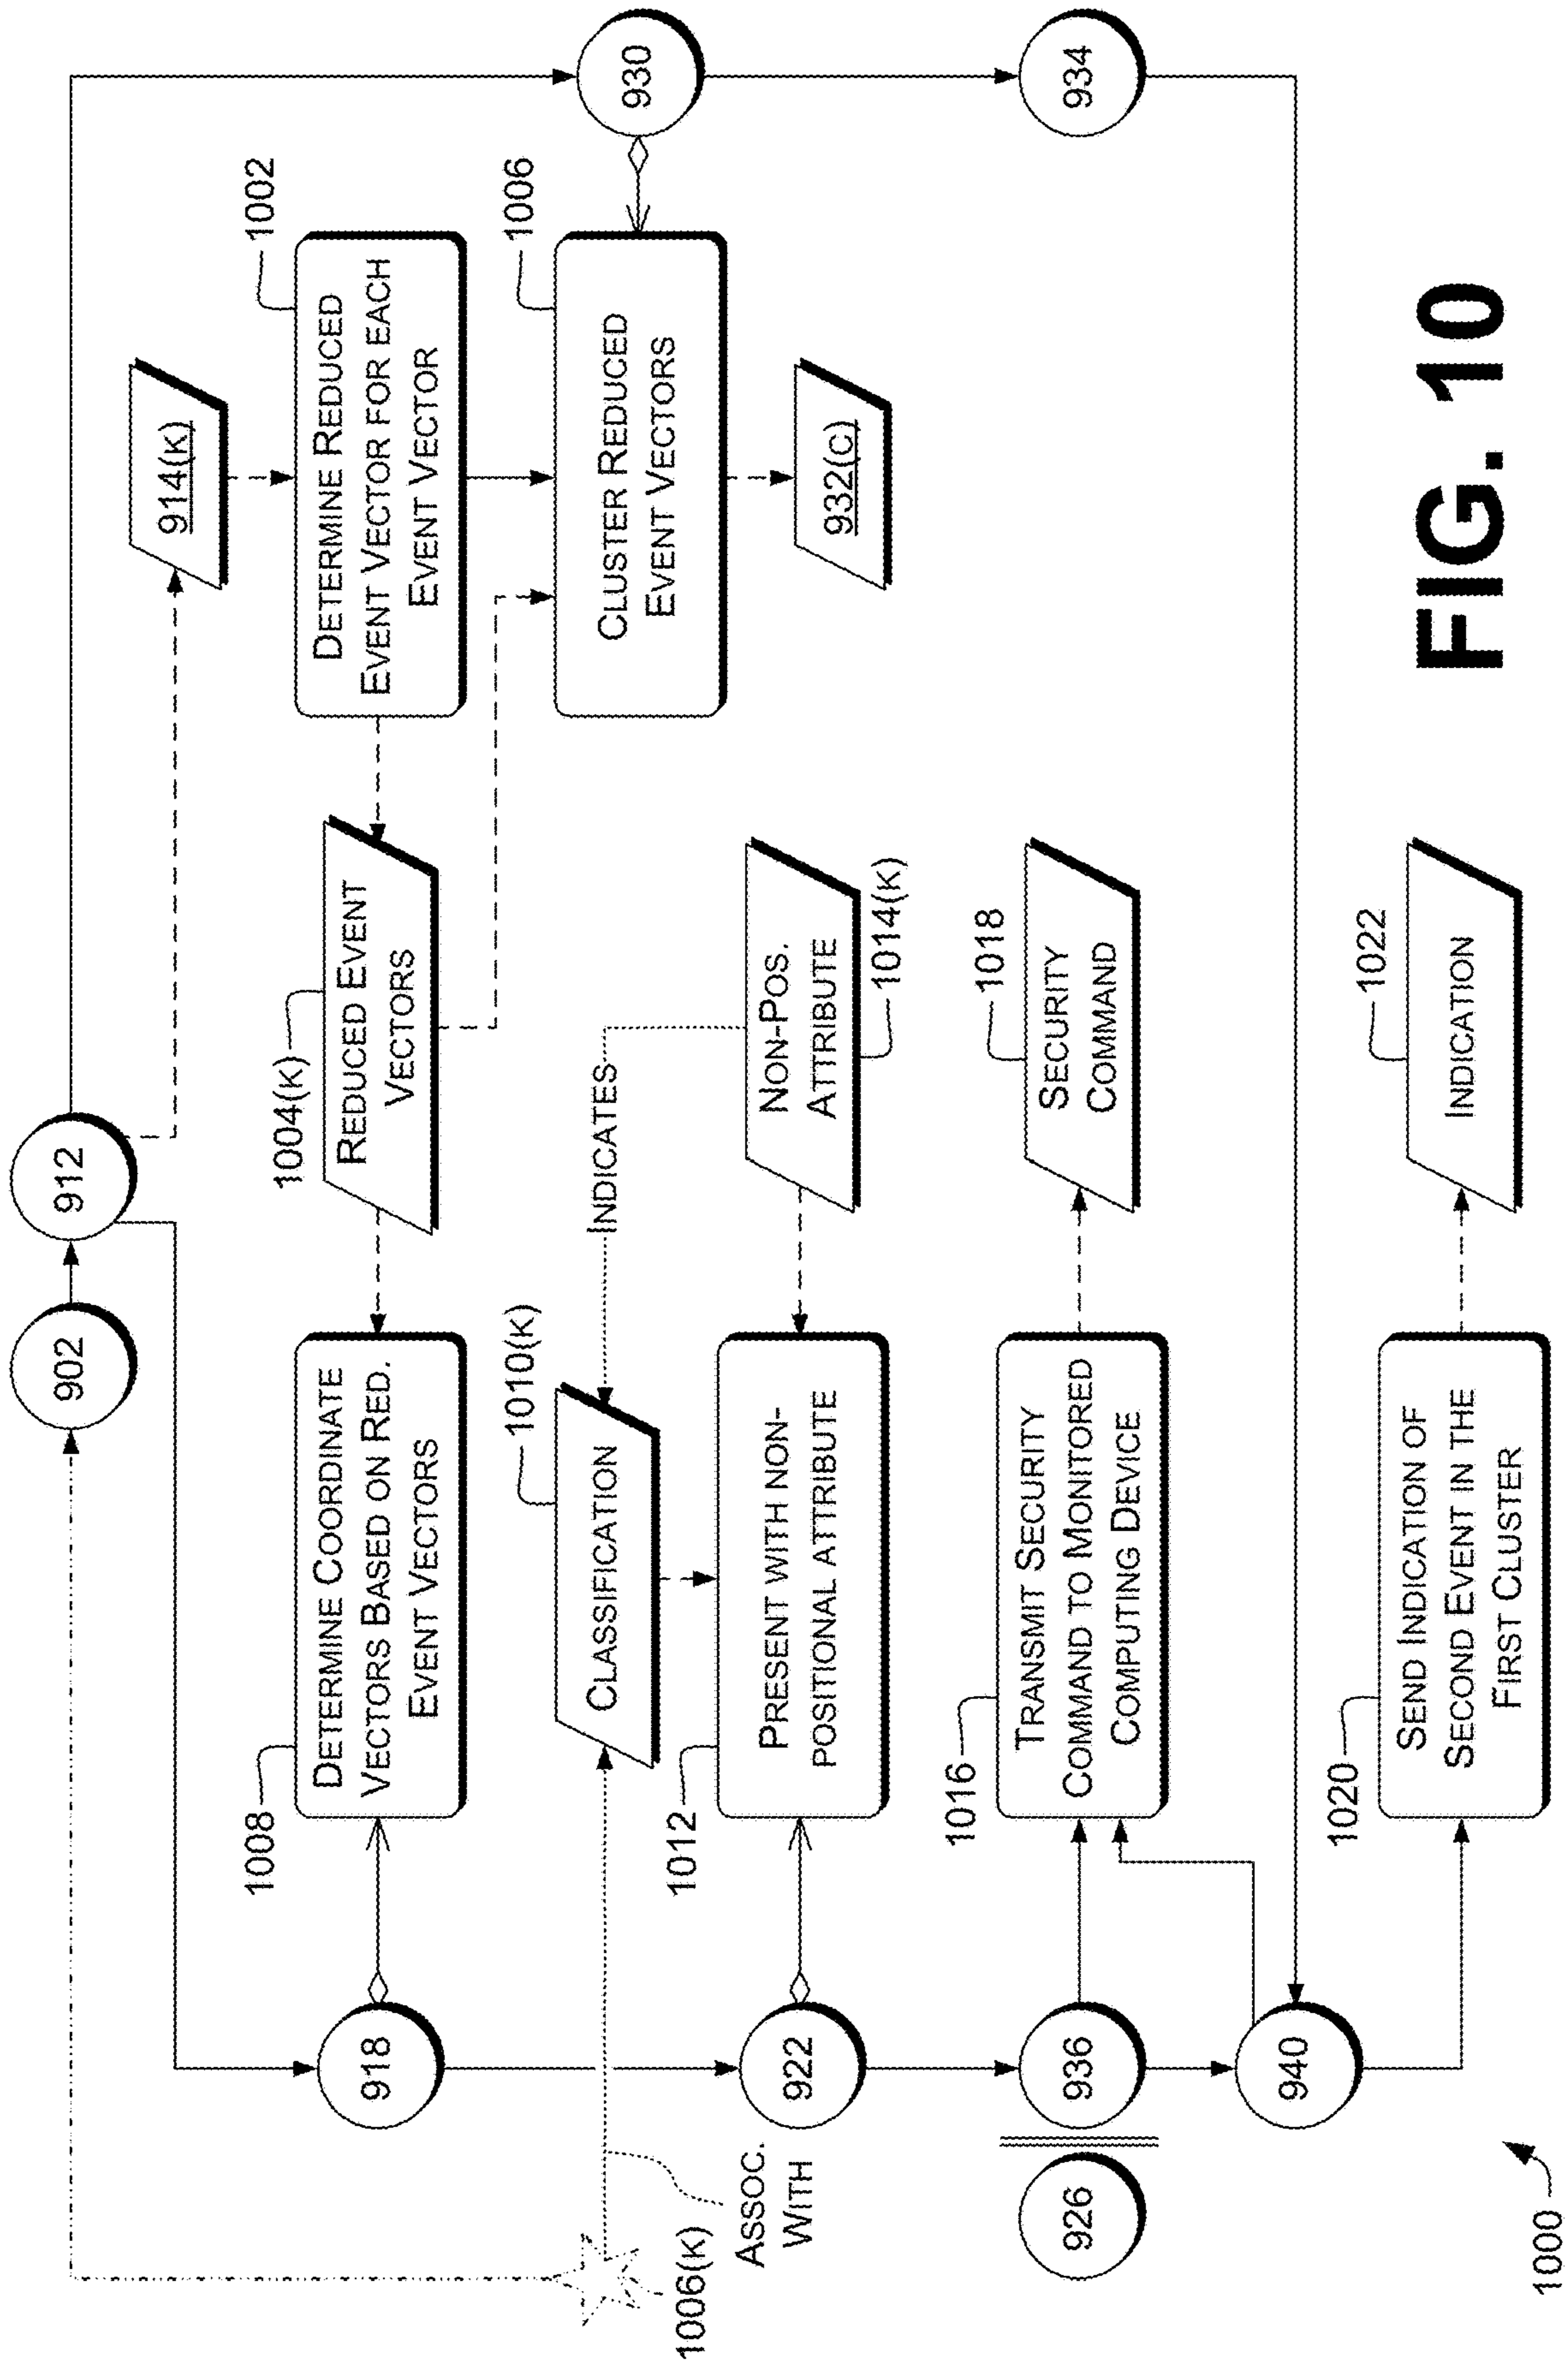 902
912
914(K)
1002
DETERMINE REDUCED
EVENT VECTOR FOR EACH
EVENT VECTOR
1004(K)
REDUCED EVENT
VECTORS
1008
DETERMINE COORDINATE
VECTORS BASED ON RED.
EVENT VECTORS
918
930
1006
CLUSTER REDUCED
EVENT VECTORS
932(C)
1006(K)
ASSOC.
WITH
1010(K)
CLASSIFICATION
INDICATES
922
1012
PRESENT WITH NON-
POSITIONAL ATTRIBUTE
NON-POS.
ATTRIBUTE
1014(K)
926
936
1016
TRANSMIT SECURITY
COMMAND TO MONITORED
COMPUTING DEVICE
1018
SECURITY
COMMAND
934
940
1020
SEND INDICATION OF
SECOND EVENT IN THE
FIRST CLUSTER
1022
INDICATION
1000
FIG. 10